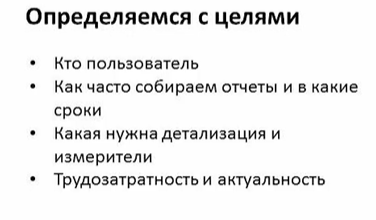 Определяемся с целями
• Кто пользователь
• Как часто собираем отчеты и в какие
сроки
• Какая нужна детализация и
измерители
• Трудозатратность и актуальность